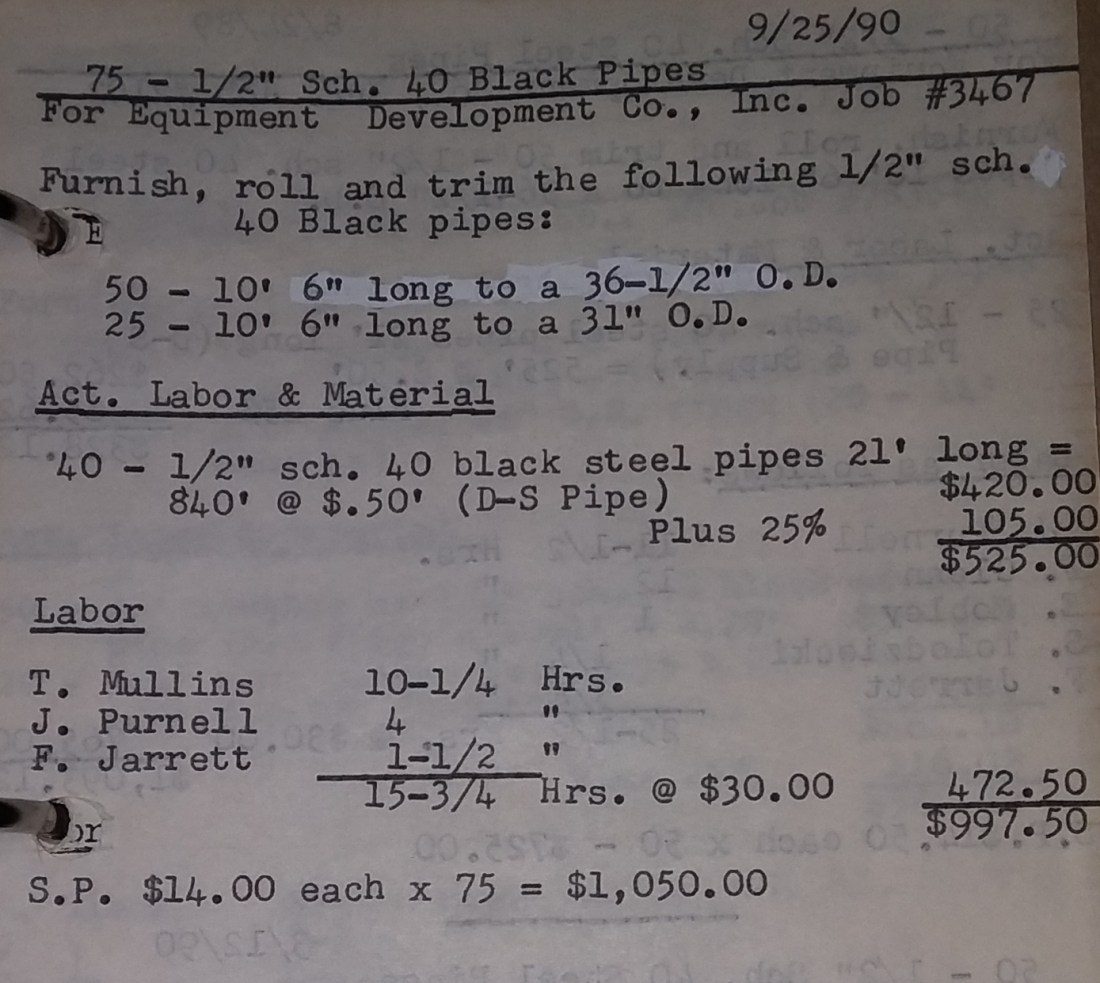 9/25/90
75 - 1/2" Sch. 40 Black Pipes
For Equipment Development Co., Inc. Job #3467
Furnish, roll and trim the following 1/2" sch.
40 Black pipes:
50 - 10' 6" long to a 36-1/2" O.D.
25 - 10' 6" long to a 31" O.D.
Act. Labor & Material
40 - 1/2" sch. 40 black steel pipes 21' long =
840' @ $.50' (D-S Pipe) $420.00
Plus 25% 105.00
$525.00
Labor
T. Mullins 10-1/4 Hrs.
J. Purnell 4 "
F. Jarrett 1-1/2 "
15-3/4 Hrs. @ $30.00 472.50
$997.50
S.P. $14.00 each x 75 = $1,050.00